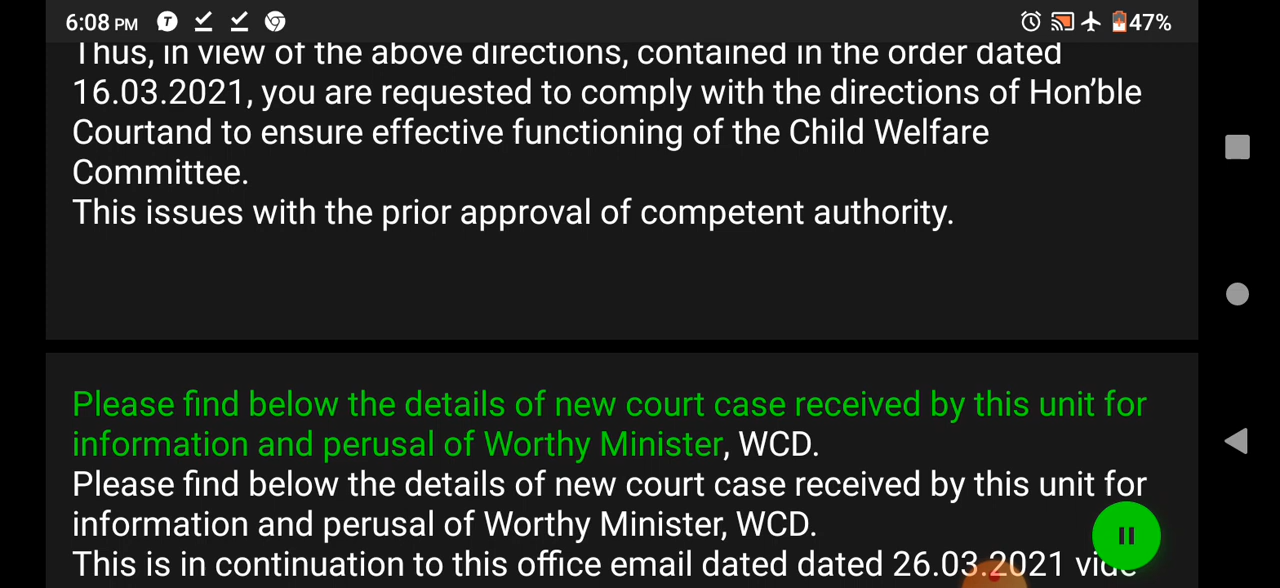 6:08 PM
47%
Thus, in view of the above directions, contained in the order dated
16.03.2021, you are requested to comply with the directions of Hon'ble
Courtand to ensure effective functioning of the Child Welfare
Committee.
This issues with the prior approval of competent authority.
Please find below the details of new court case received by this unit for
information and perusal of Worthy Minister, WCD.
Please find below the details of new court case received by this unit for
information and perusal of Worthy Minister, WCD.
This is in continuation to this office email dated dated 26.03.2021 vide